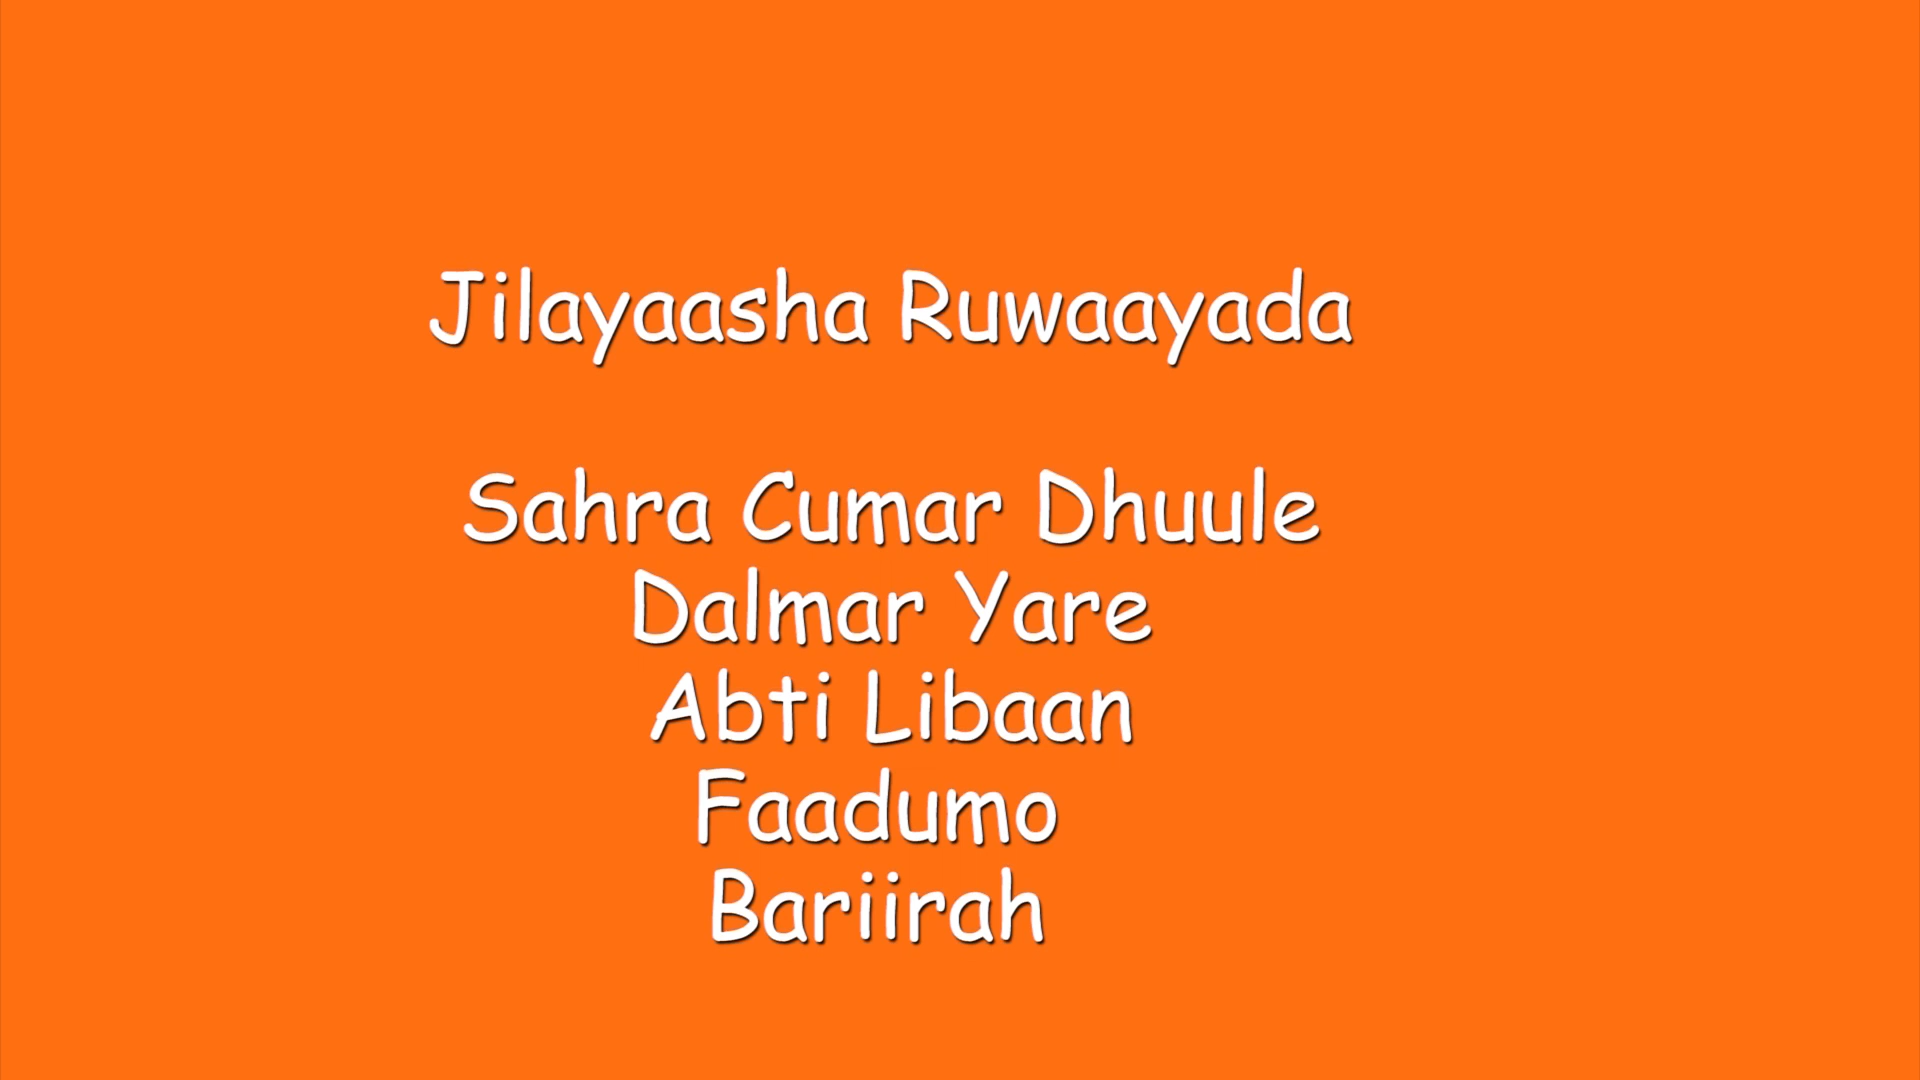 Jilayaasha Ruwaayada
Sahra Cumar Dhuule
Dalmar Yare
Abti Libaan
Faadumo
Bariirah